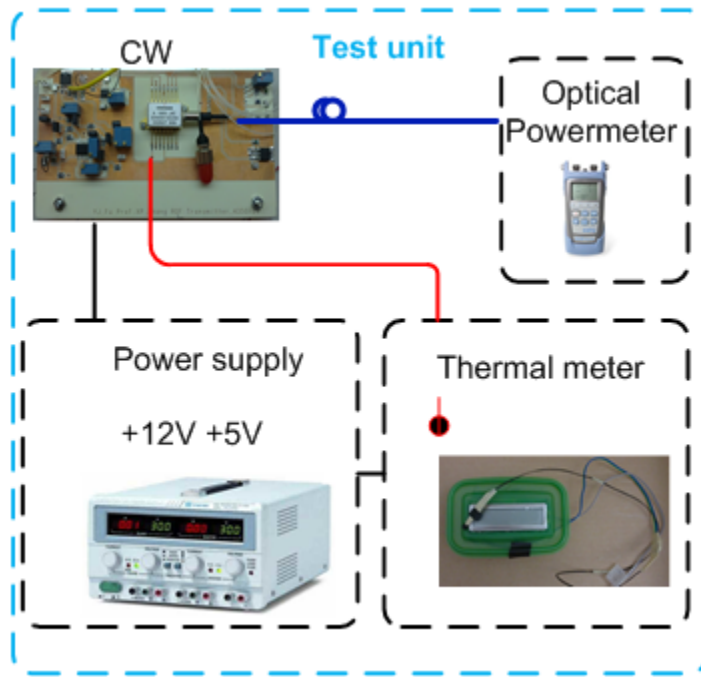 CW
Test unit
Optical
Powermeter
Power supply
+12V +5V
Thermal meter